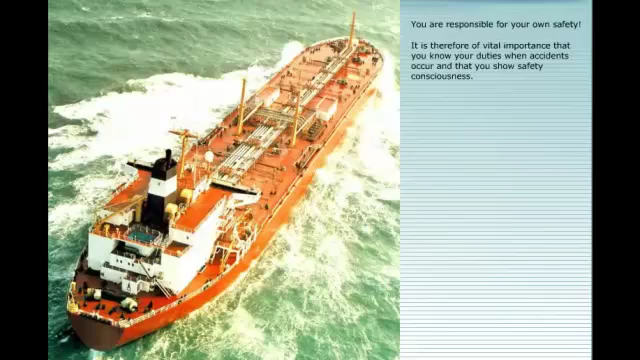 You are responsible for your own safety!
It is therefore of vital importance that
you know your duties when accidents
occur and that you show safety
consciousness.